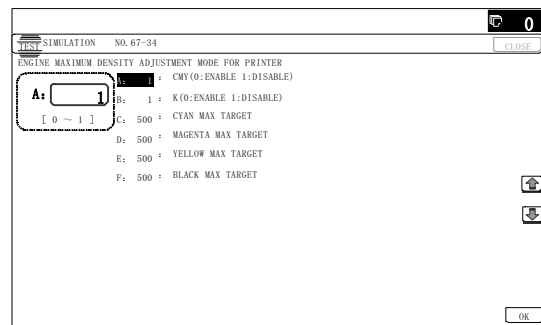 0
TEST SIMULATION NO.67-34
CLOSE
ENGINE MAXIMUM DENSITY ADJUSTMENT MODE FOR PRINTER
A: 1
[ 0 ~ 1 ]
A: 1 : CMY(0:ENABLE 1:DISABLE)
B: 1 : K(0:ENABLE 1:DISABLE)
C: 500 : CYAN MAX TARGET
D: 500 : MAGENTA MAX TARGET
E: 500 : YELLOW MAX TARGET
F: 500 : BLACK MAX TARGET
OK